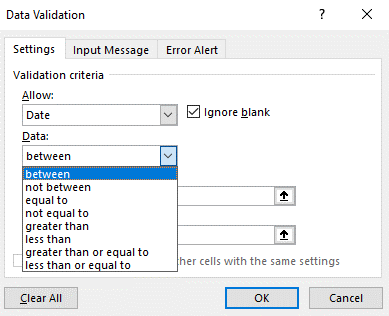 Data Validation
?
Settings
Input Message
Error Alert
Validation criteria
Allow:
Date
Ignore blank
Data:
between
between
not between
equal to
not equal to
greater than
less than
greater than or equal to
less than or equal to
cells with the same settings
Clear All
OK
Cancel